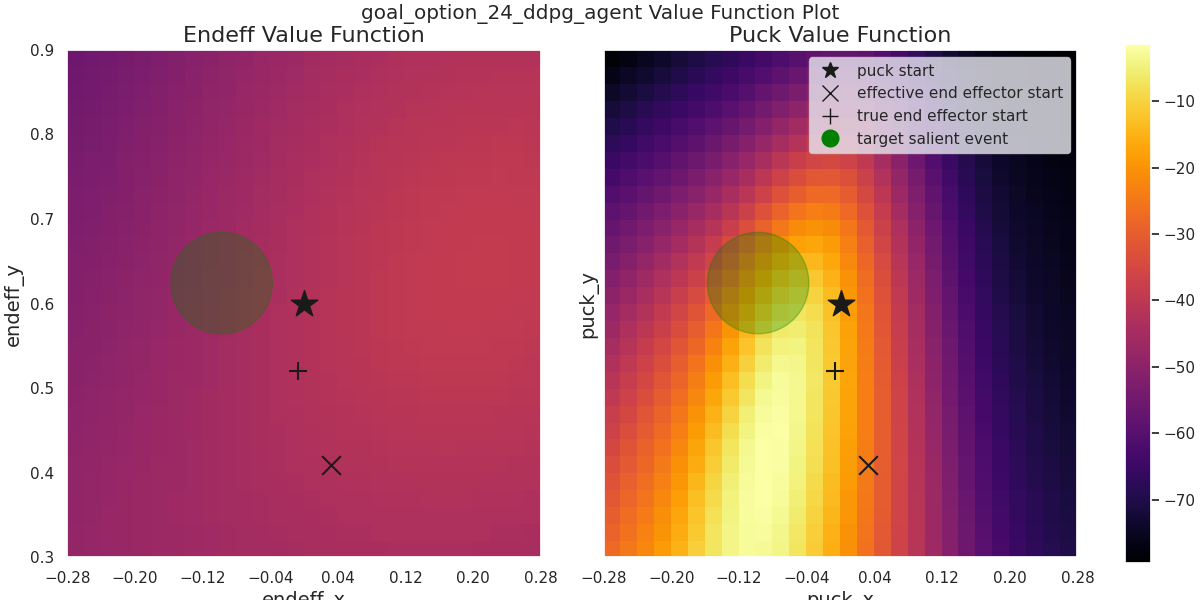 goal_option_24_ddpg_agent Value Function Plot
Endeff Value Function
Puck Value Function
puck start
effective end effector start
true end effector start
target salient event
0.9
0.8
0.7
0.6
0.5
0.4
0.3
endeff_y
−0.28 −0.20 −0.12 −0.04 0.04 0.12 0.20 0.28
endeff_x
puck_y
−0.28 −0.20 −0.12 −0.04 0.04 0.12 0.20 0.28
puck_x
−10
−20
−30
−40
−50
−60
−70